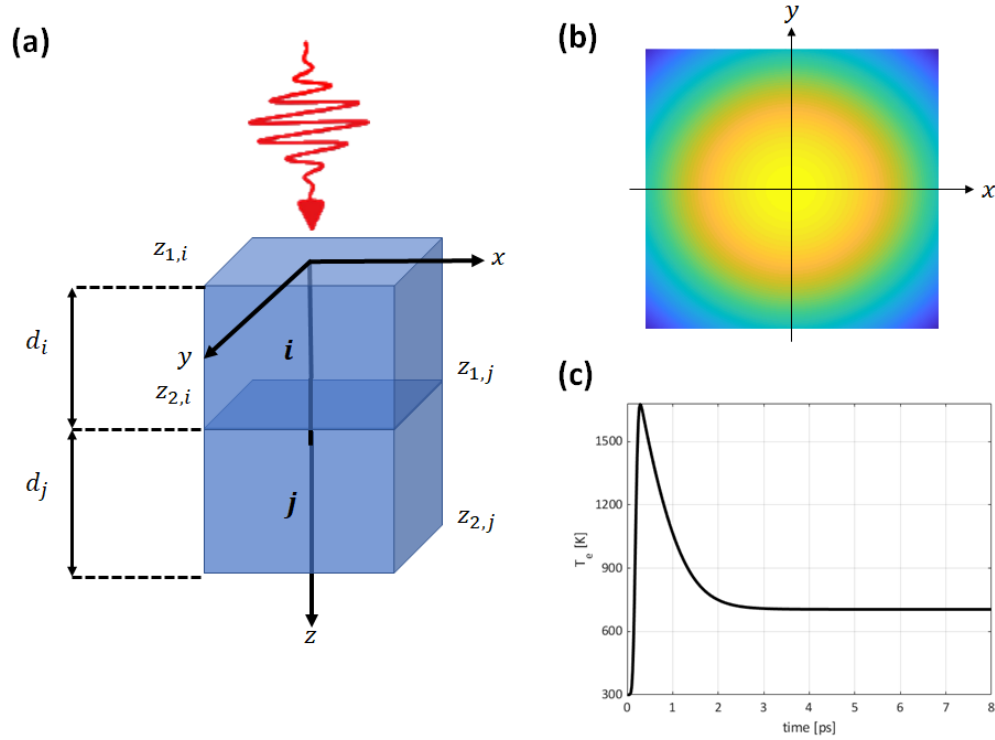 (a)
z1,i
x
di
y
i
z2,i
z1,j
dj
j
z2,j
z
(b)
y
x
(c)
1500
1200
900
600
300
T_e [K]
0 1 2 3 4 5 6 7 8
time [ps]